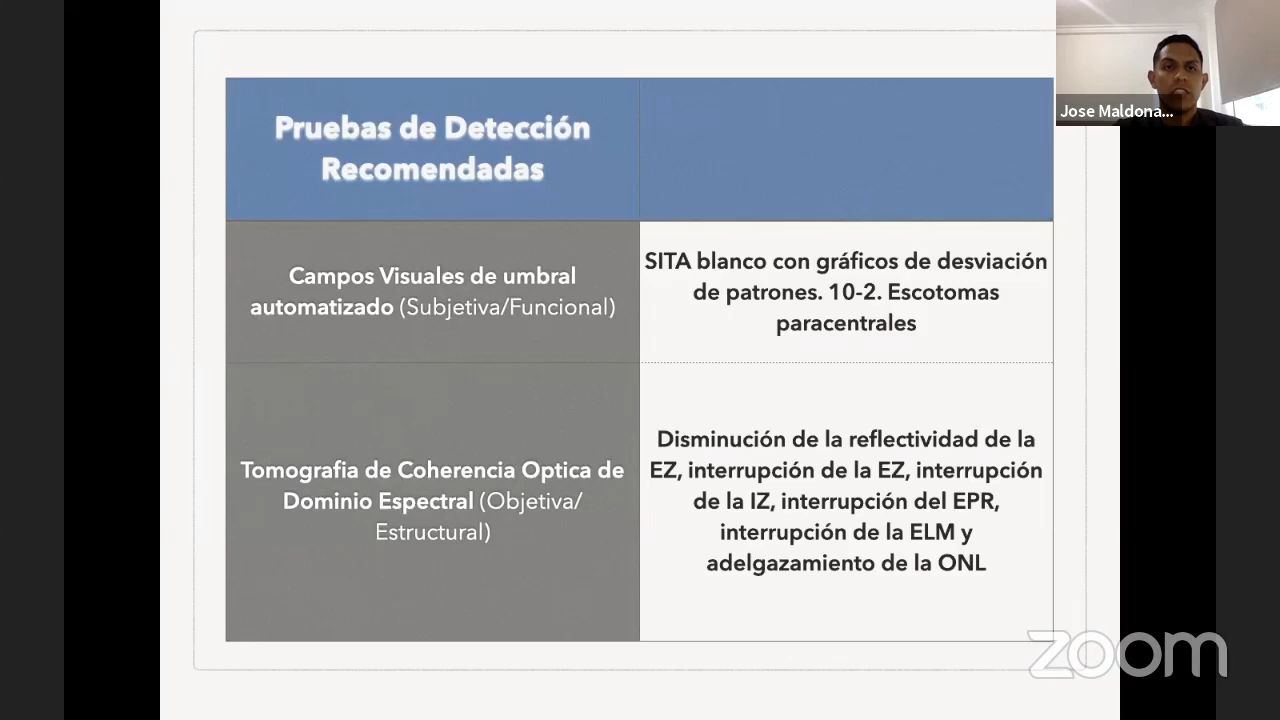 Pruebas de Detección
Recomendadas
Campos Visuales de umbral
automatizado (Subjetiva/Funcional)
SITA blanco con gráficos de desviación
de patrones. 10-2. Escotomas
paracentrales
Tomografia de Coherencia Optica de
Dominio Espectral (Objetiva/
Estructural)
Disminución de la reflectividad de la
EZ, interrupción de la EZ, interrupción
de la IZ, interrupción del EPR,
interrupción de la ELM y
adelgazamiento de la ONL
Jose Maldona...
zoom